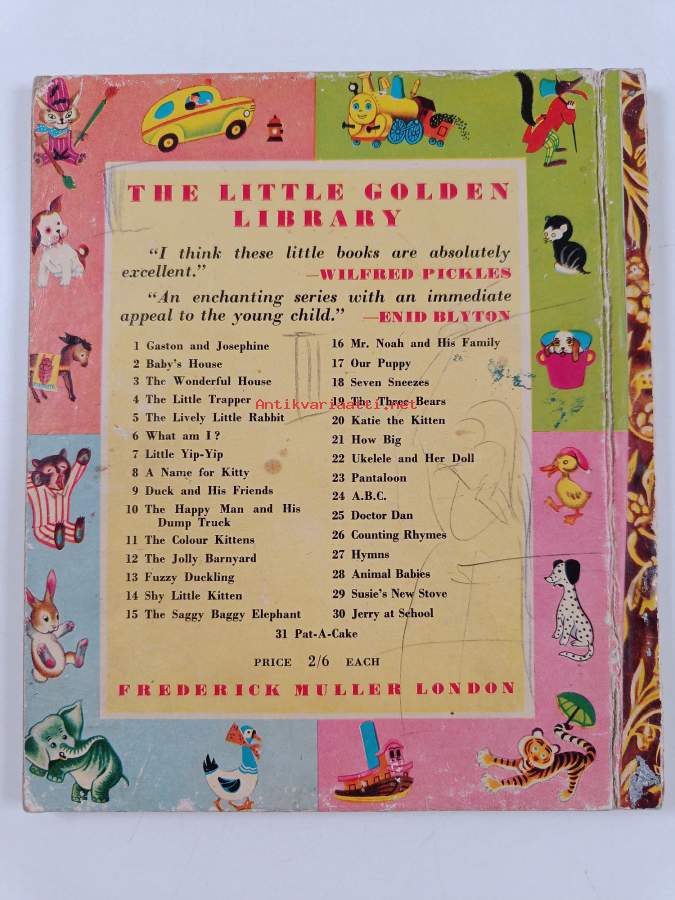 THE LITTLE GOLDEN
LIBRARY
"I think these little books are absolutely
excellent." —WILFRED PICKLES
"An enchanting series with an immediate
appeal to the young child." —ENID BLYTON
1 Gaston and Josephine
2 Baby's House
3 The Wonderful House
4 The Little Trapper
5 The Lively Little Rabbit
6 What am I?
7 Little Yip-Yip
8 A Name for Kitty
9 Duck and His Friends
10 The Happy Man and His
Dump Truck
11 The Colour Kittens
12 The Jolly Barnyard
13 Fuzzy Duckling
14 Shy Little Kitten
15 The Saggy Baggy Elephant
16 Mr. Noah and His Family
17 Our Puppy
18 Seven Sneezes
19 The Three Bears
20 Katie the Kitten
21 How Big
22 Ukelele and Her Doll
23 Pantaloon
24 A.B.C.
25 Doctor Dan
26 Counting Rhymes
27 Hymns
28 Animal Babies
29 Susie's New Stove
30 Jerry at School
31 Pat-A-Cake
PRICE 2/6 EACH
FREDERICK MULLER LONDON
Antikvariaatti.net